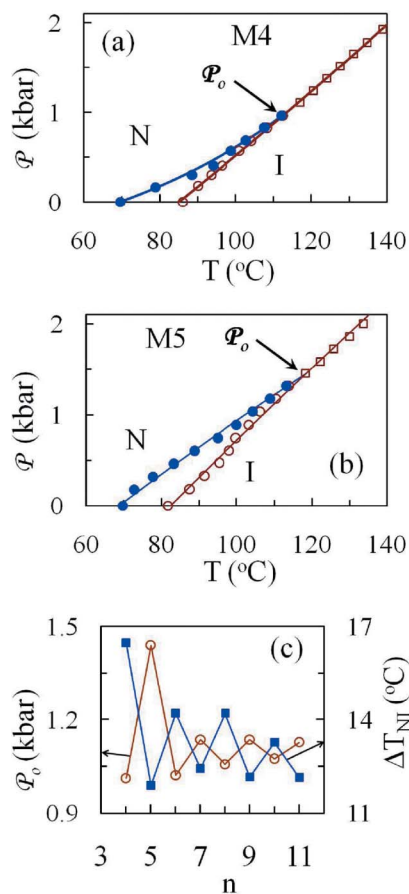 (a)
M4
2
𝒫ₒ
𝒫 (kbar)
1
N
I
0
60 80 100 120 140
T (°C)
M5
2
𝒫ₒ
𝒫 (kbar)
1
N
I
(b)
0
60 80 100 120 140
T (°C)
1.5 17
(c)
𝒫ₒ (kbar)
1.2 14
ΔT_NI (°C)
0.9 11
3 5 7 9 11
n